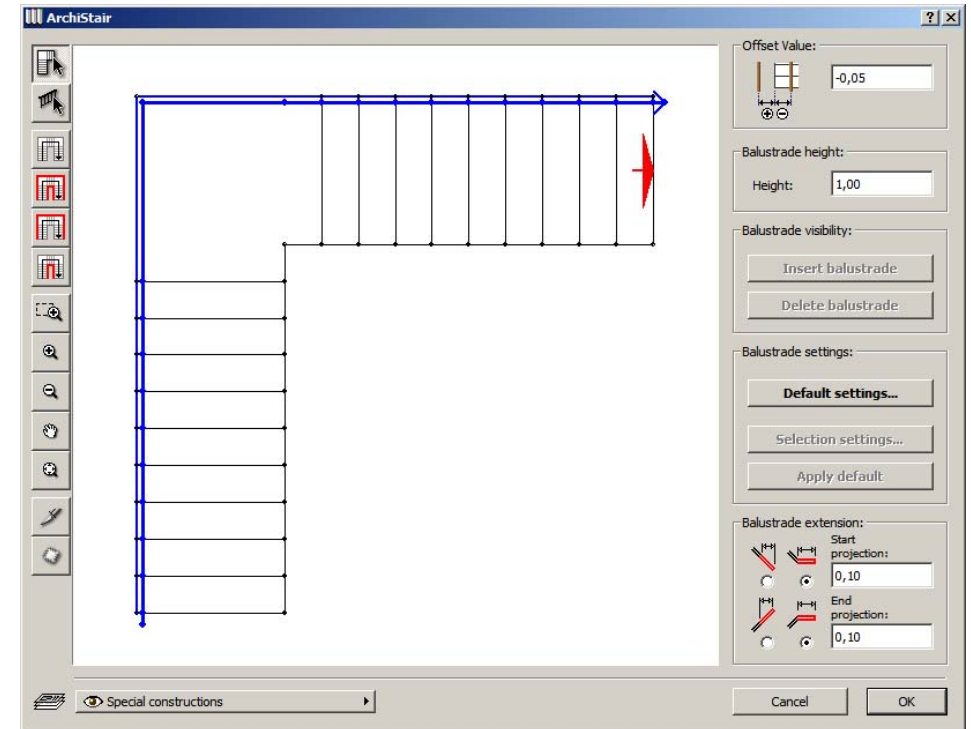 ArchiStair
Offset Value:
-0,05
Balustrade height:
Height: 1,00
Balustrade visibility:
Insert balustrade
Delete balustrade
Balustrade settings:
Default settings...
Selection settings...
Apply default
Balustrade extension:
Start
projection:
0,10
End
projection:
0,10
Special constructions
Cancel OK